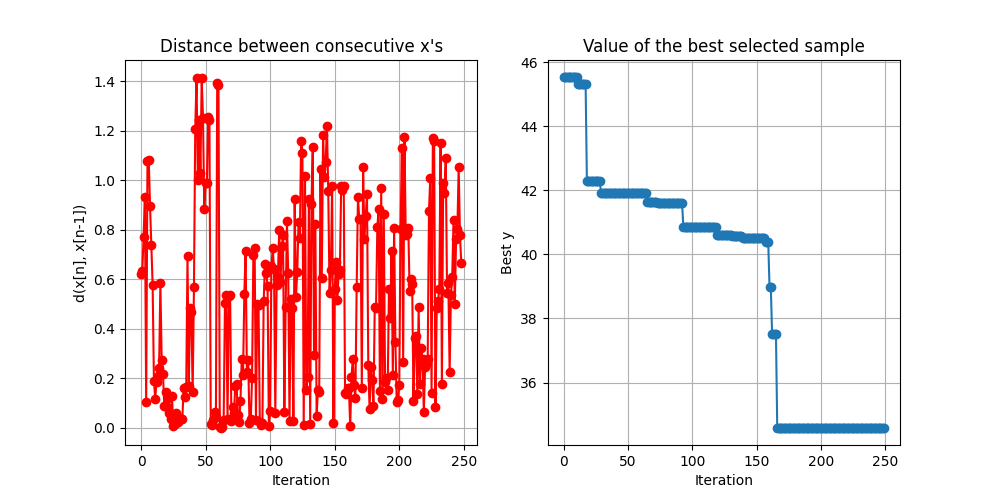 Distance between consecutive x's
d(x[n], x[n-1])
1.4
1.2
1.0
0.8
0.6
0.4
0.2
0.0
0 50 100 150 200 250
Iteration
Value of the best selected sample
Best y
46
44
42
40
38
36
0 50 100 150 200 250
Iteration